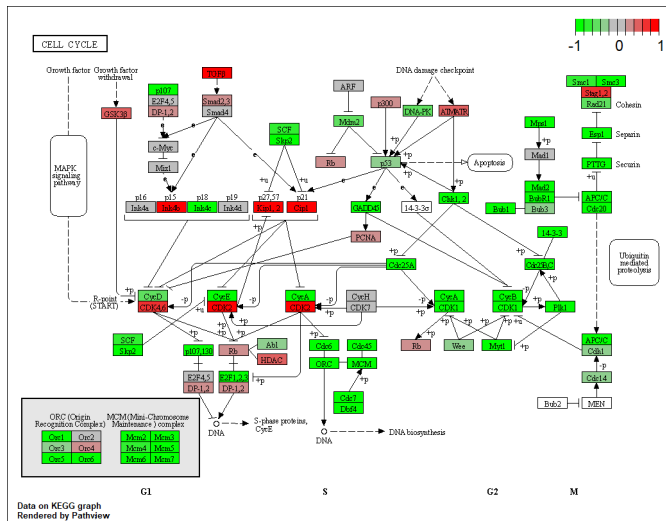 -1 0 1
CELL CYCLE
Growth factor
Growth factor
withdrawal
GSK3β
MAPK
signaling
pathway
p107
E2F4,5
DP-1,2
TGFβ
Smad2,3
Smad4
c-Myc
Miz1
SCF
Skp2
ARF
Mdm2
p300
Rb
DNA damage checkpoint
DNA-PK
ATM/ATR
p53
Apoptosis
Smc1 Smc3
Stag1,2
Rad21
Cohesin
Mps1
Esp1
Separin
Mad1
PTTG
Securin
Mad2
BubR1
Bub3
Bub1
APC/C
Cdc20
p16 p15 p18 p19
Ink4a Ink4b Ink4c Ink4d
p27,57 p21
Kip1, 2 Cip1
GADD45
14-3-3σ
Chk1, 2
PCNA
14-3-3
Cdc25A
Cdc25B,C
Ubiquitin
mediated
proteolysis
R-point
(START)
CycD
CDK4,6
CycE
CDK2
CycA
CDK2
CycH
CDK7
CycA
CDK1
CycB
CDK1
Plk1
SCF
Skp2
p107,130
Rb
Abl
HDAC
Cdc6
Cdc45
ORC
MCM
Cdc7
Dbf4
Rb
Wee
Myt1
APC/C
Cdh1
Cdc14
Bub2
MEN
E2F4,5
DP-1,2
E2F1,2,3
DP-1,2
DNA
S-phase proteins,
CycE
DNA
DNA biosynthesis
ORC (Origin
Recognition Complex)
MCM (Mini-Chromosome
Maintenance) complex
Orc1 Orc2
Orc3 Orc4
Orc5 Orc6
Mcm2 Mcm3
Mcm4 Mcm5
Mcm6 Mcm7
G1 S G2 M
Data on KEGG graph
Rendered by Pathview